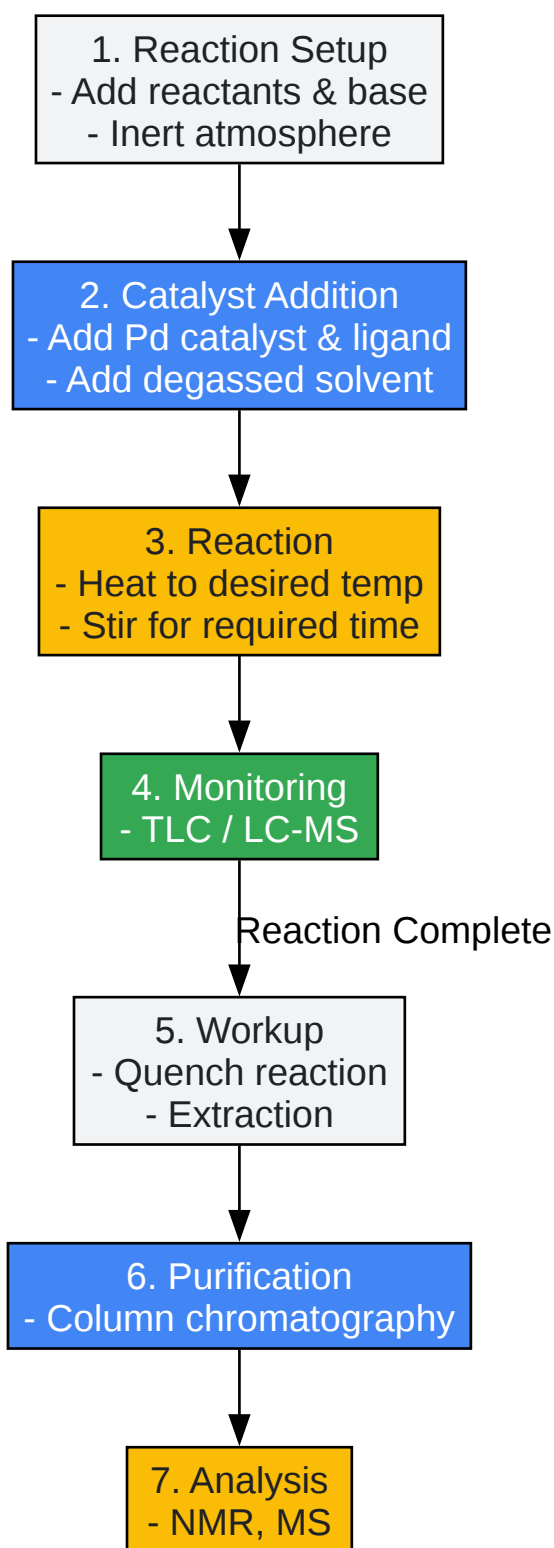 1. Reaction Setup
- Add reactants & base
- Inert atmosphere
2. Catalyst Addition
- Add Pd catalyst & ligand
- Add degassed solvent
3. Reaction
- Heat to desired temp
- Stir for required time
4. Monitoring
- TLC / LC-MS
Reaction Complete
5. Workup
- Quench reaction
- Extraction
6. Purification
- Column chromatography
7. Analysis
- NMR, MS